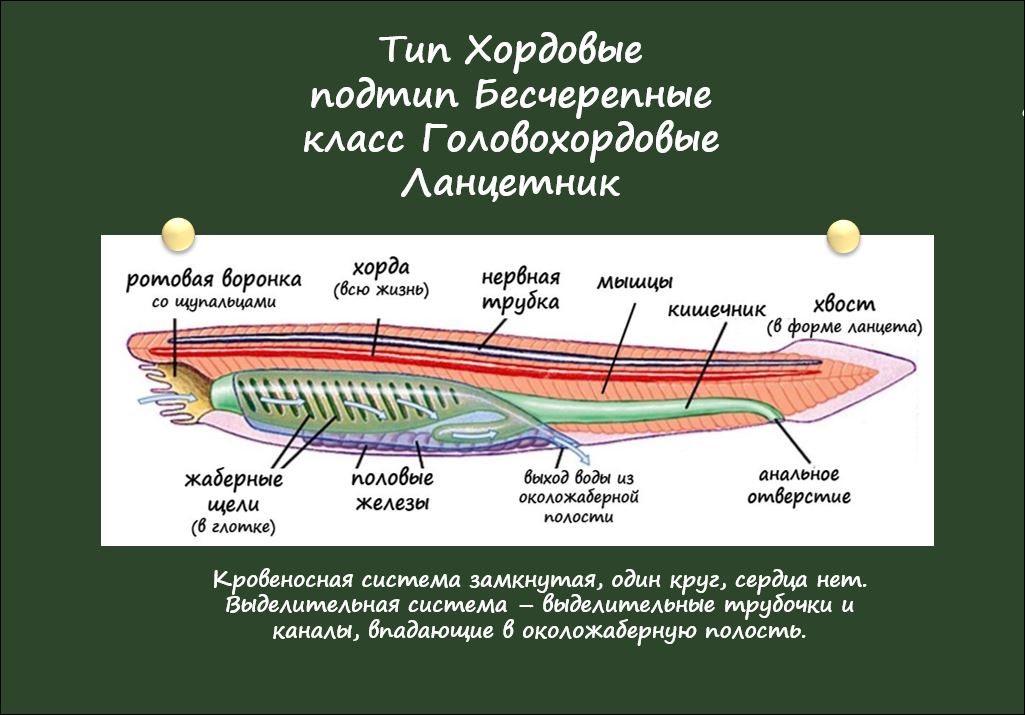 Тип Хордовые
подтип Бесчерепные
класс Головохордовые
Ланцетник
ротовая воронка
со щупальцами
хорда
(всю жизнь)
нервная
трубка
мышцы
кишечник
хвост
(в форме ланцета)
жаберные
щели
(в глотке)
половые
железы
выход воды из
околожаберной
полости
анальное
отверстие
Кровеносная система замкнутая, один круг, сердца нет.
Выделительная система – выделительные трубочки и
каналы, впадающие в околожаберную полость.